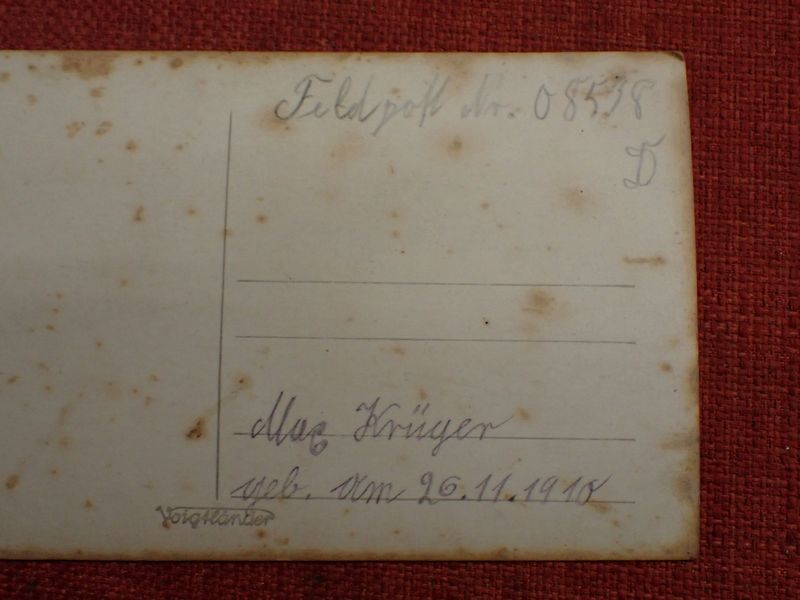 Feldpost Nr. 08538
D
Max Krüger
geb. am 26.11.1910
Voigtländer